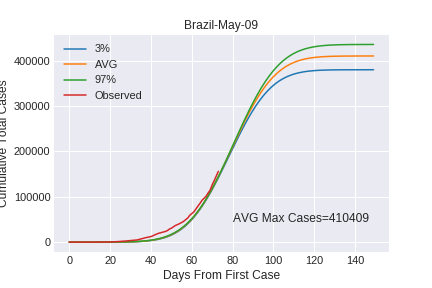 Brazil-May-09
3%
AVG
97%
Observed
400000
300000
200000
100000
0
Cumulative Total Cases
AVG Max Cases=410409
0 20 40 60 80 100 120 140
Days From First Case